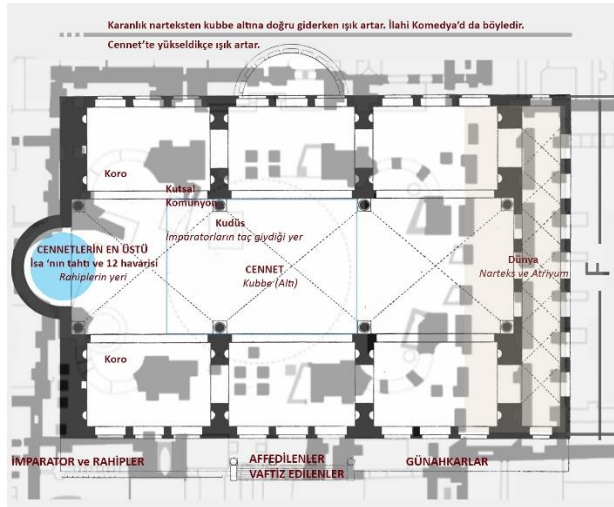 Karanlık narteksten kubbe altına doğru giderken ışık artar. İlahi Komedya'd da böyledir.
Cennet'te yükseldikçe ışık artar.
Koro
Kutsal
Komunyon
Kudüs
İmparatorların taç giydiği yer
CENNETLERİN EN ÜSTÜ
İsa 'nın tahtı ve 12 havarisi
Rahiplerin yeri
CENNET
Kubbe (Altı)
Dünya
Narteks ve Atriyum
Koro
İMPARATOR ve RAHİPLER
AFFEDİLENLER
VAFTİZ EDİLENLER
GÜNAHKARLAR